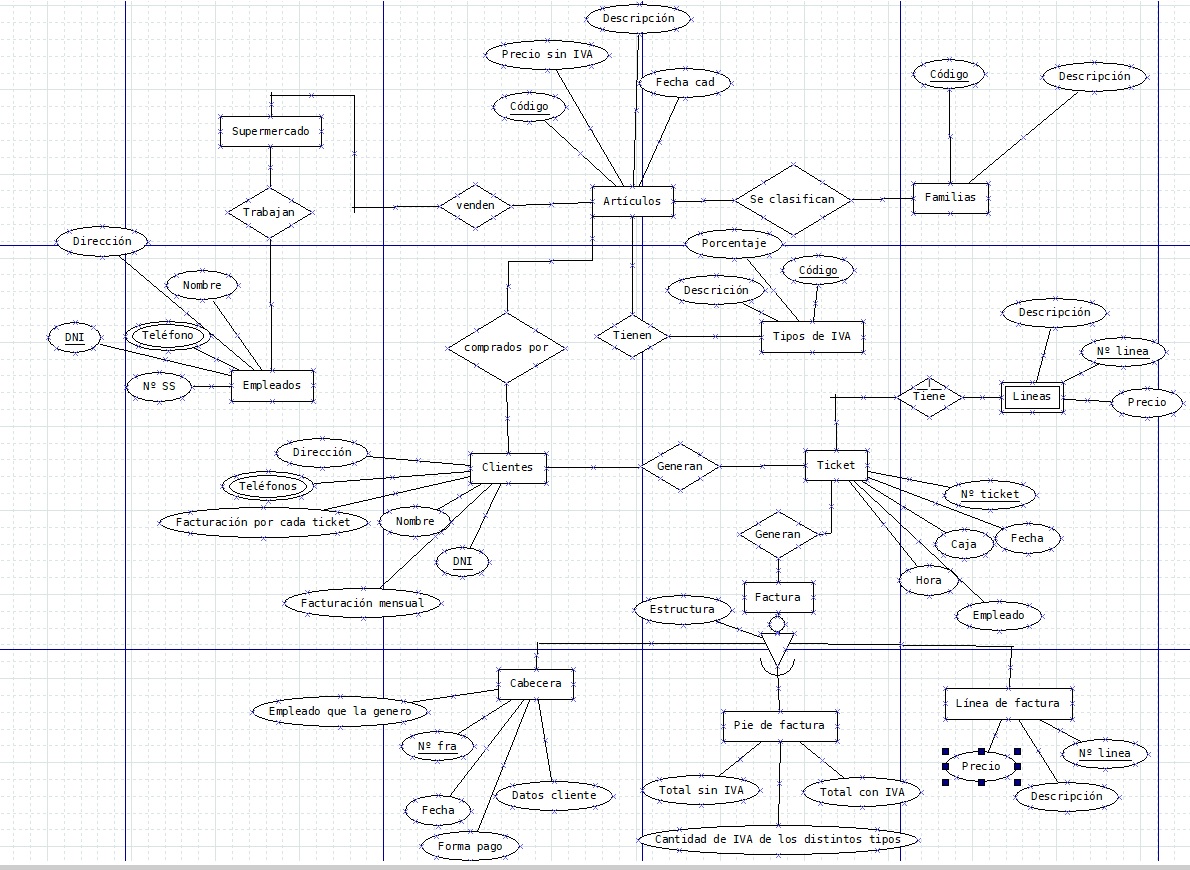 Descripción
Precio sin IVA
Fecha cad
Código
Código
Descripción
Supermercado
Trabajan
venden
Artículos
Se clasifican
Familias
Dirección
Porcentaje
Nombre
Descrición
Código
DNI
Teléfono
comprados por
Tienen
Tipos de IVA
Descripción
Nº linea
Nº SS
Empleados
Tiene
Lineas
Precio
Dirección
Clientes
Generan
Ticket
Teléfonos
Nº ticket
Facturación por cada ticket
Nombre
Generan
Caja
Fecha
DNI
Hora
Facturación mensual
Estructura
Factura
Empleado
Cabecera
Empleado que la genero
Pie de factura
Línea de factura
Nº fra
Precio
Nº linea
Fecha
Datos cliente
Total sin IVA
Total con IVA
Descripción
Forma pago
Cantidad de IVA de los distintos tipos